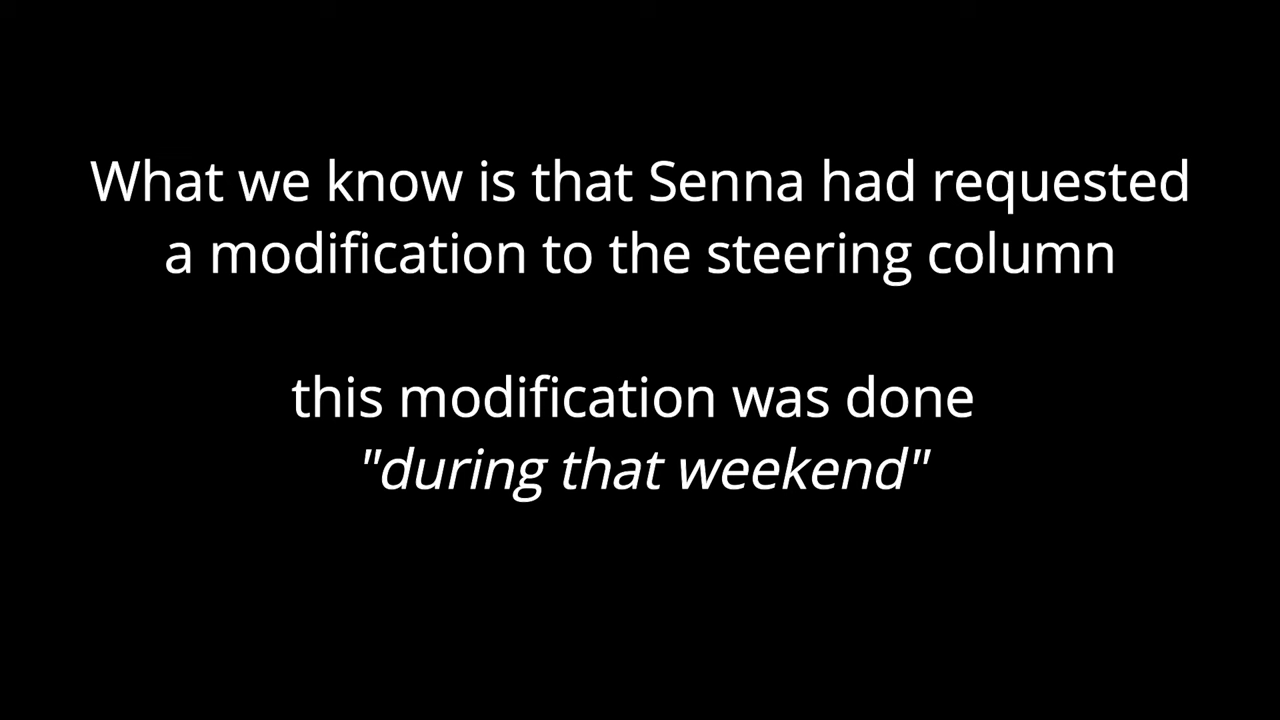 What we know is that Senna had requested
a modification to the steering column
this modification was done
"during that weekend"